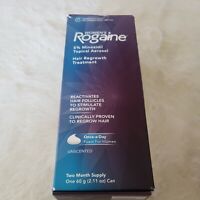 WOMEN'S
ROGAINE
5% Minoxidil
Topical Aerosol
Hair Regrowth
Treatment
REACTIVATES
HAIR FOLLICLES
TO STIMULATE
REGROWTH
CLINICALLY PROVEN
TO REGROW HAIR
Once-a-Day
Foam For Women
UNSCENTED
Two Month Supply
One 60 g (2.11 oz) Can